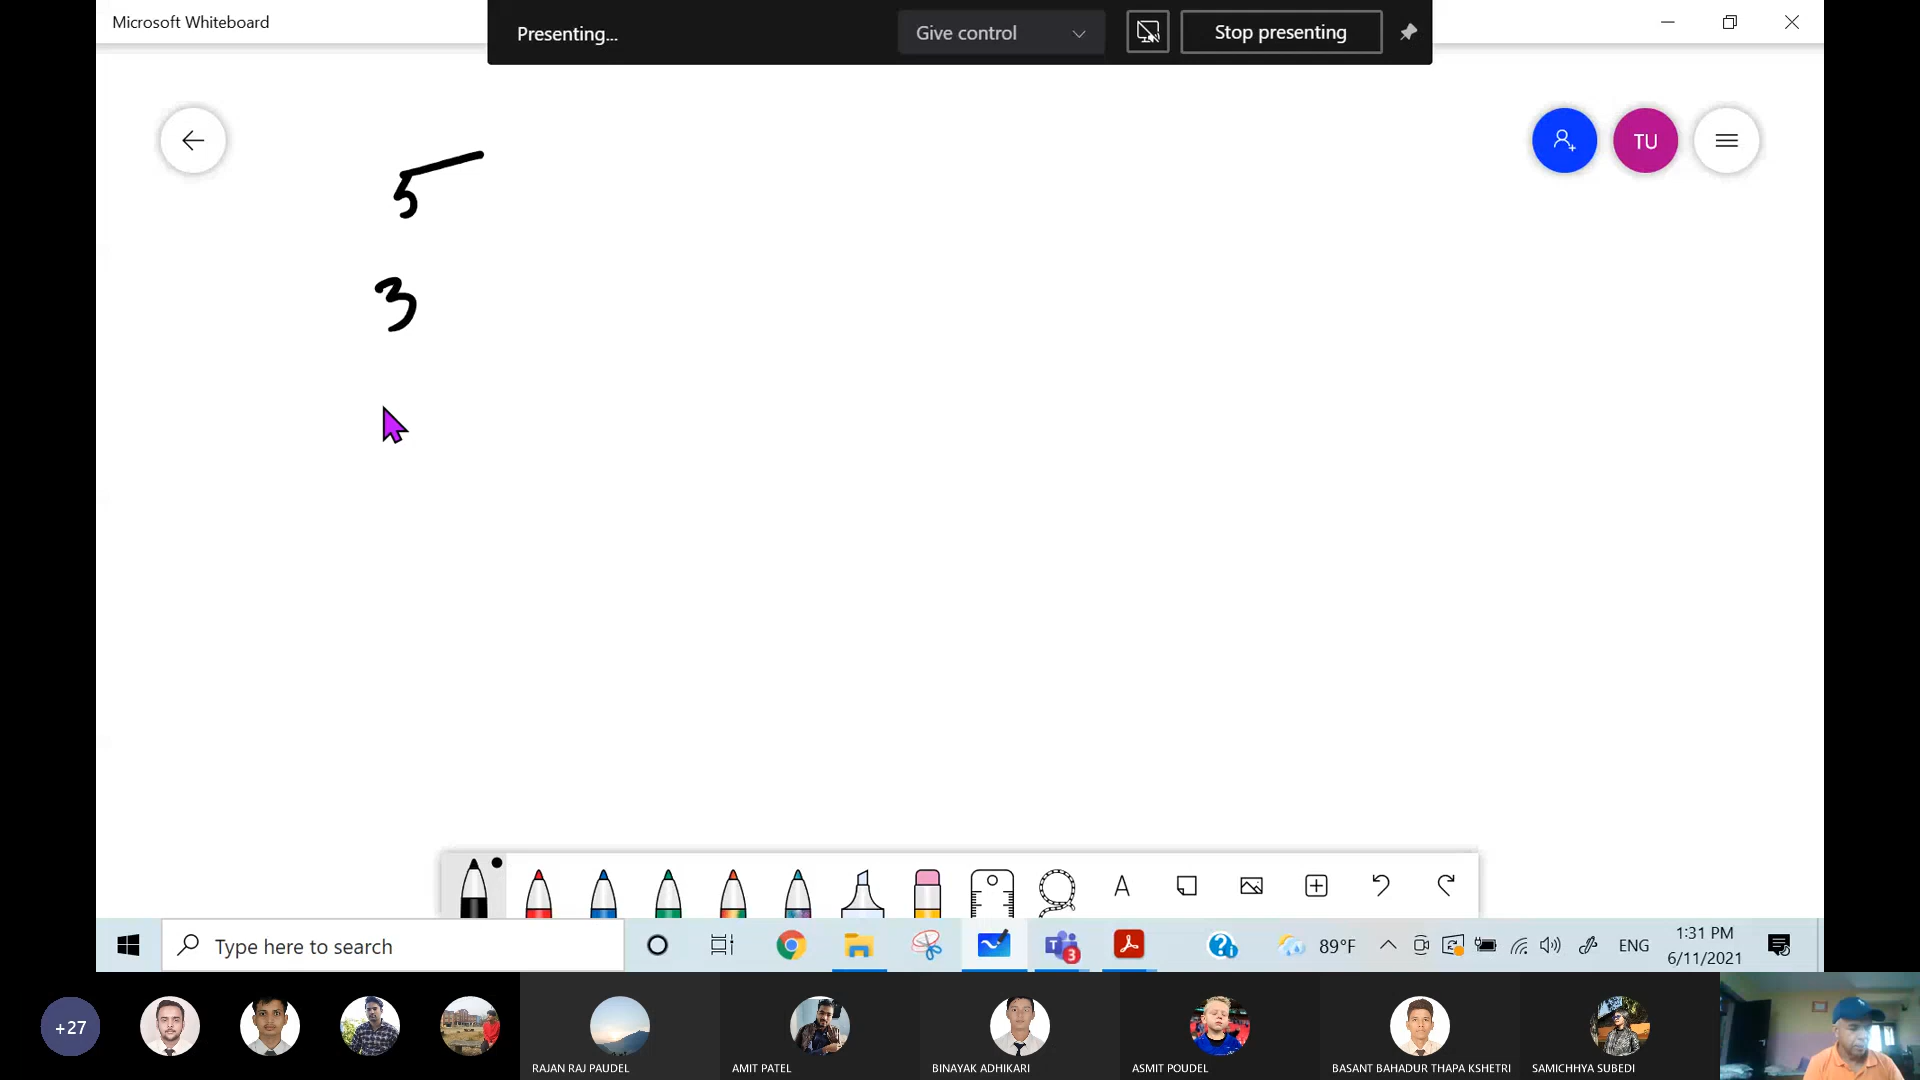 Microsoft Whiteboard
Presenting...
Give control
Stop presenting
TU
5
3
A
Type here to search
3
89°F
ENG
1:31 PM
6/11/2021
+27
RAJAN RAJ PAUDEL
AMIT PATEL
BINAYAK ADHIKARI
ASMIT POUDEL
BASANT BAHADUR THAPA KSHETRI
SAMICHHYA SUBEDI